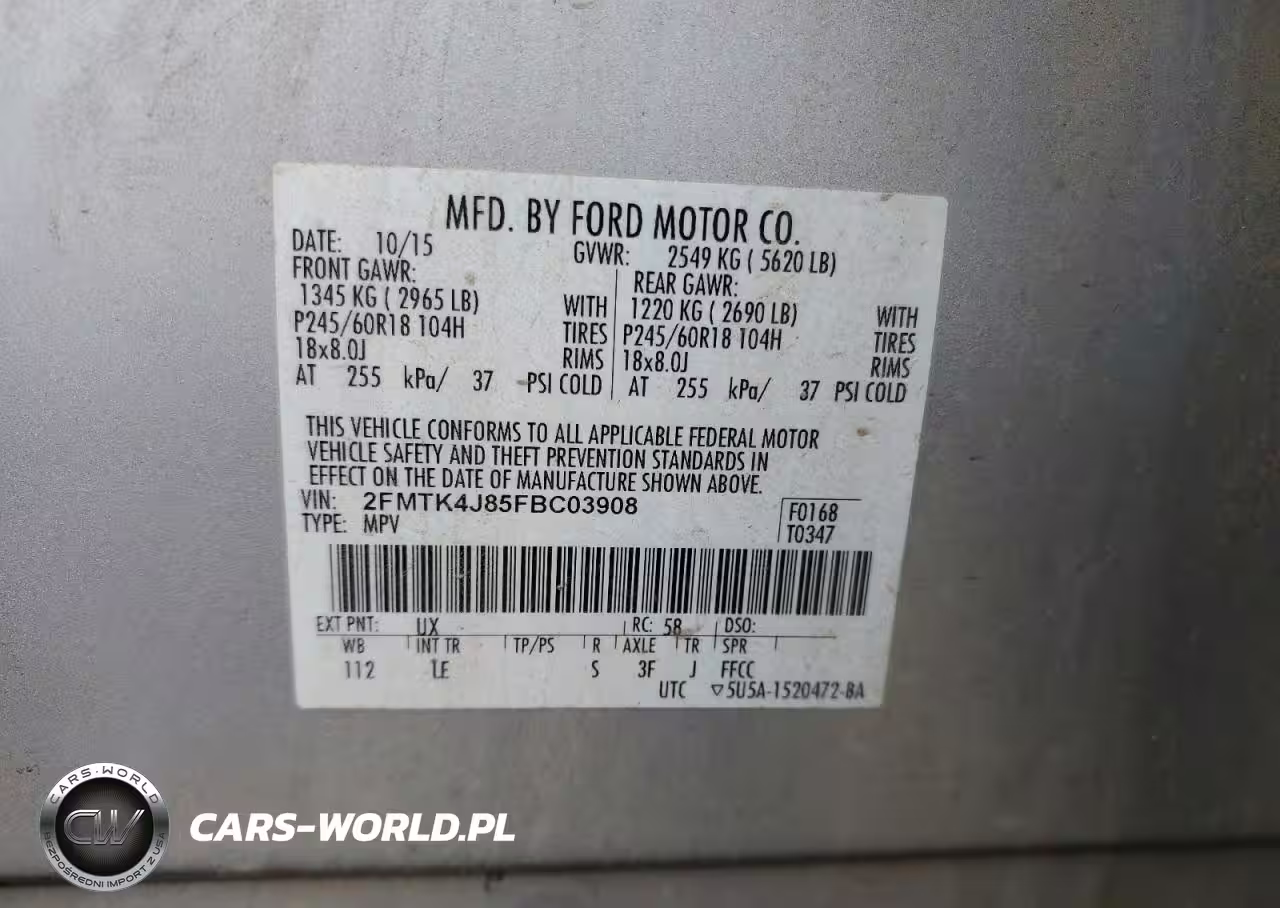 MFD. BY FORD MOTOR CO.
DATE: 10/15 GVWR: 2549 KG ( 5620 LB)
FRONT GAWR: REAR GAWR:
1345 KG ( 2965 LB) WITH 1220 KG ( 2690 LB) WITH
P245/60R18 104H TIRES P245/60R18 104H TIRES
18x8.0J RIMS 18x8.0J RIMS
AT 255 kPa/ 37 PSI COLD AT 255 kPa/ 37 PSI COLD
THIS VEHICLE CONFORMS TO ALL APPLICABLE FEDERAL MOTOR
VEHICLE SAFETY AND THEFT PREVENTION STANDARDS IN
EFFECT ON THE DATE OF MANUFACTURE SHOWN ABOVE.
VIN: 2FMTK4J85FBC03908
TYPE: MPV
F0168
T0347
EXT PNT: UX RC: 58 DSO:
WB INT TR TP/PS R AXLE TR SPR
112 LE S 3F J FFCC
UTC ▽5U5A-1520472-BA
CARS-WORLD
CW
BEZPOŚREDNI IMPORT Z USA
CARS-WORLD.PL